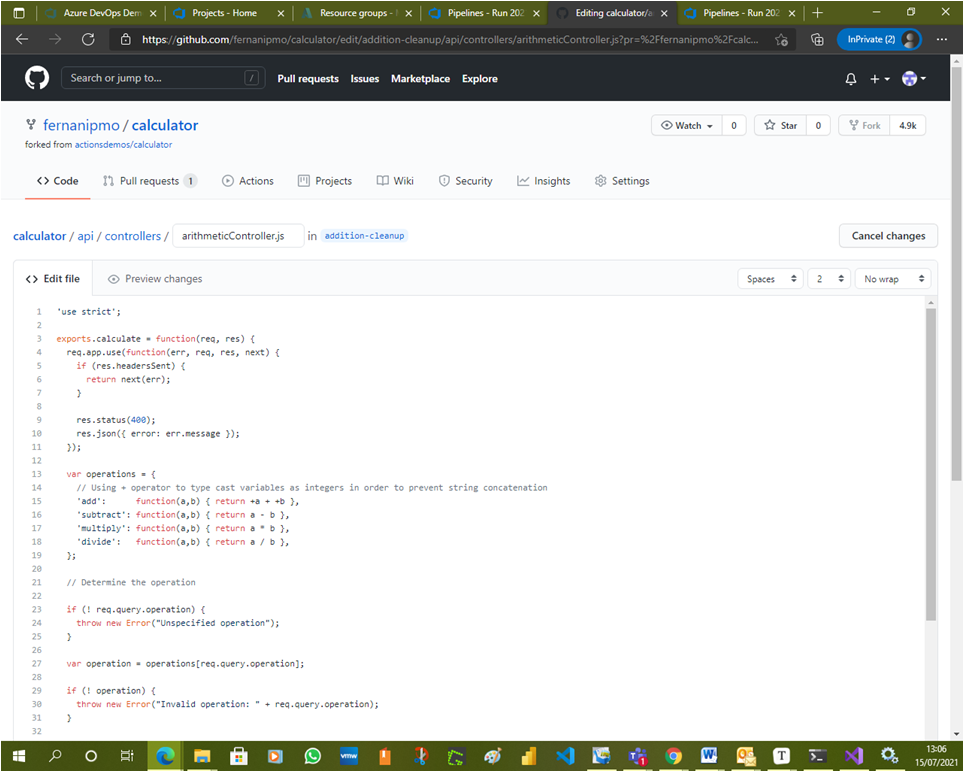 Azure DevOps Dem
Projects - Home
Resource groups -
Pipelines - Run 202
Editing calculator/a
Pipelines - Run 202
https://github.com/fernanipmo/calculator/edit/addition-cleanup/api/controllers/arithmeticController.js?pr=%2Ffernanipmo%2Fcalc...
InPrivate (2)
Search or jump to...
/
Pull requests
Issues
Marketplace
Explore
fernanipmo / calculator
Watch
0
Star
0
Fork
4.9k
forked from actionsdemos/calculator
Code
Pull requests 1
Actions
Projects
Wiki
Security
Insights
Settings
calculator / api / controllers / arithmeticController.js in addition-cleanup
Cancel changes
Edit file
Preview changes
Spaces
2
No wrap
1 'use strict';
2
3 exports.calculate = function(req, res) {
4 req.app.use(function(err, req, res, next) {
5 if (res.headersSent) {
6 return next(err);
7 }
8
9 res.status(400);
10 res.json({ error: err.message });
11 });
12
13 var operations = {
14 // Using + operator to type cast variables as integers in order to prevent string concatenation
15 'add': function(a,b) { return +a + +b },
16 'subtract': function(a,b) { return a - b },
17 'multiply': function(a,b) { return a * b },
18 'divide': function(a,b) { return a / b },
19 };
20
21 // Determine the operation
22
23 if (! req.query.operation) {
24 throw new Error("Unspecified operation");
25 }
26
27 var operation = operations[req.query.operation];
28
29 if (! operation) {
30 throw new Error("Invalid operation: " + req.query.operation);
31 }
32
vmw
T
13:06
15/07/2021